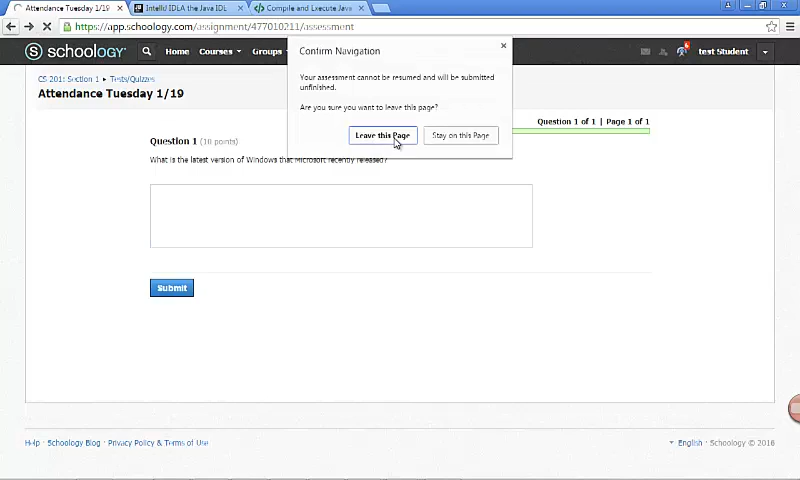 Attendance Tuesday 1/19
IntelliJ IDEA the Java IDE
Compile and Execute Java
https://app.schoology.com/assignment/477010211/assessment
S schoology
Home
Courses
Groups
test Student
CS 201: Section 1 ▸ Tests/Quizzes
Attendance Tuesday 1/19
Confirm Navigation
Your assessment cannot be resumed and will be submitted
unfinished.
Are you sure you want to leave this page?
Leave this Page
Stay on this Page
Question 1 of 1 | Page 1 of 1
Question 1 (10 points)
What is the latest version of Windows that Microsoft recently released?
Submit
Help · Schoology Blog · Privacy Policy & Terms of Use
English · Schoology © 2016